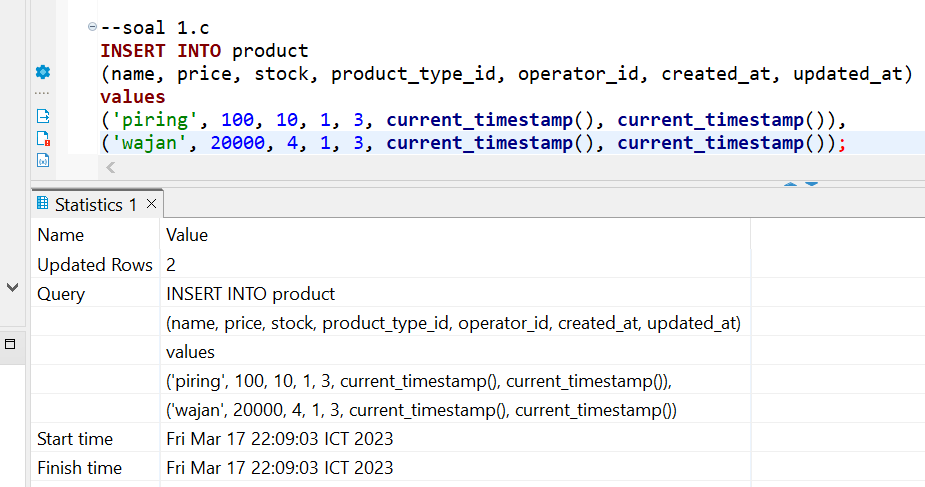 --soal 1.c
INSERT INTO product
(name, price, stock, product_type_id, operator_id, created_at, updated_at)
values
('piring', 100, 10, 1, 3, current_timestamp(), current_timestamp()),
('wajan', 20000, 4, 1, 3, current_timestamp(), current_timestamp());
Statistics 1
Name Value
Updated Rows 2
Query INSERT INTO product
(name, price, stock, product_type_id, operator_id, created_at, updated_at)
values
('piring', 100, 10, 1, 3, current_timestamp(), current_timestamp()),
('wajan', 20000, 4, 1, 3, current_timestamp(), current_timestamp())
Start time Fri Mar 17 22:09:03 ICT 2023
Finish time Fri Mar 17 22:09:03 ICT 2023